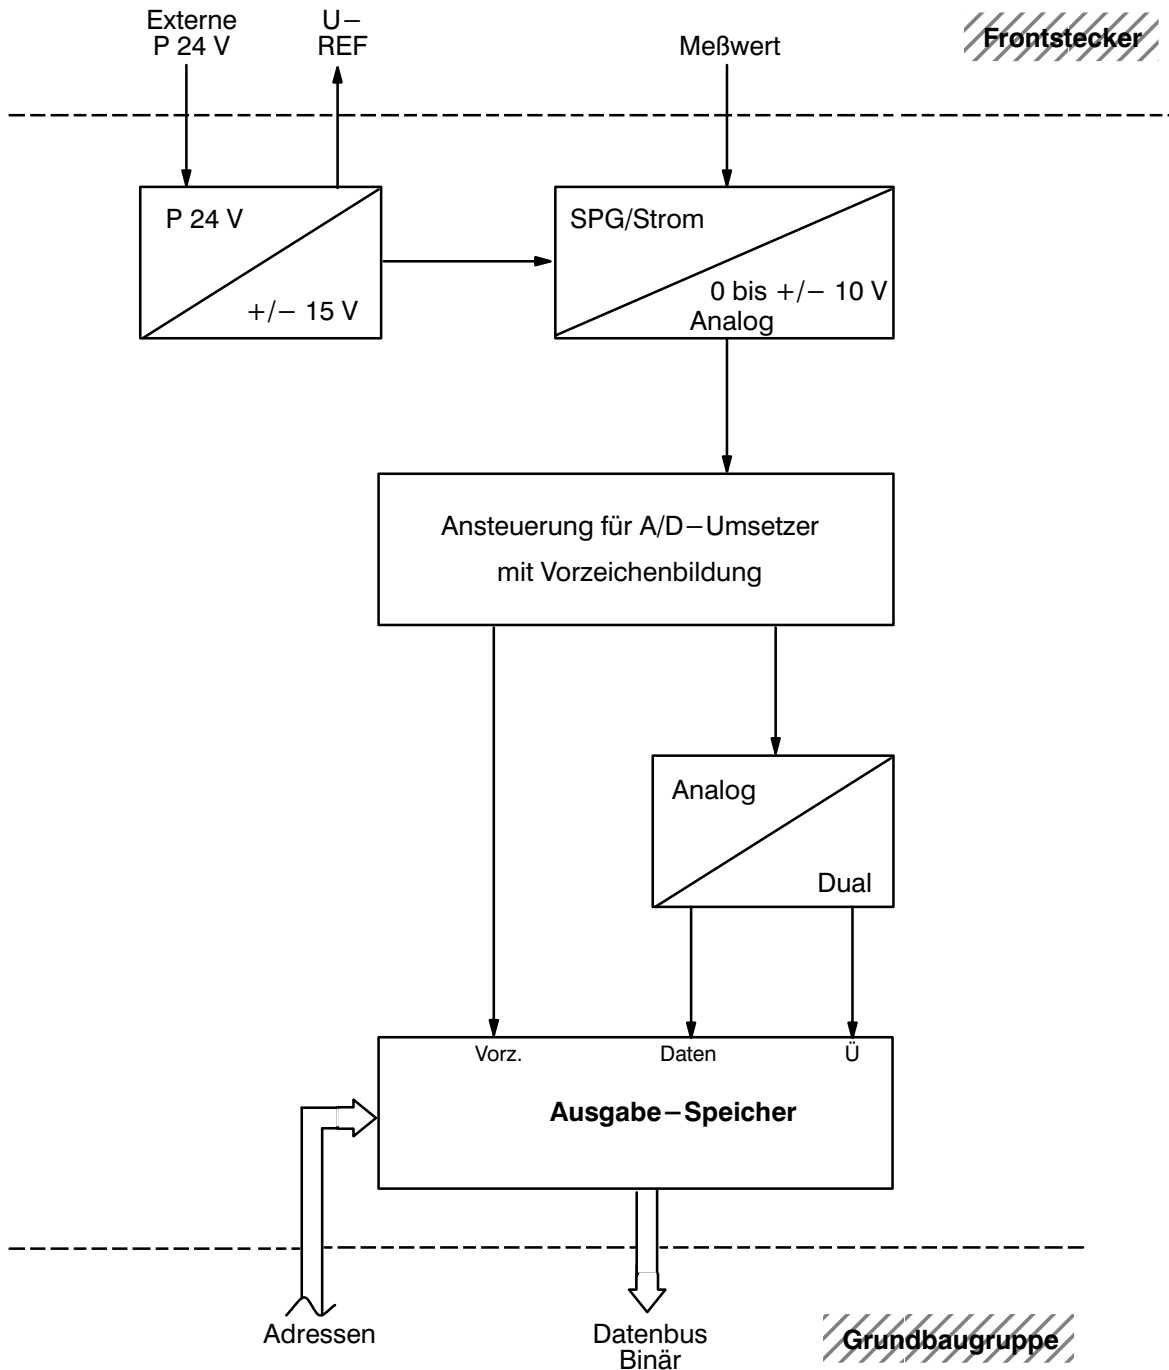 Externe
P 24 V
U−
REF
Meßwert
Frontstecker
P 24 V
+/− 15 V
SPG/Strom
0 bis +/− 10 V
Analog
Ansteuerung für A/D−Umsetzer
mit Vorzeichenbildung
Analog
Dual
Vorz.
Daten
Ü
Ausgabe−Speicher
Adressen
Datenbus
Binär
Grundbaugruppe